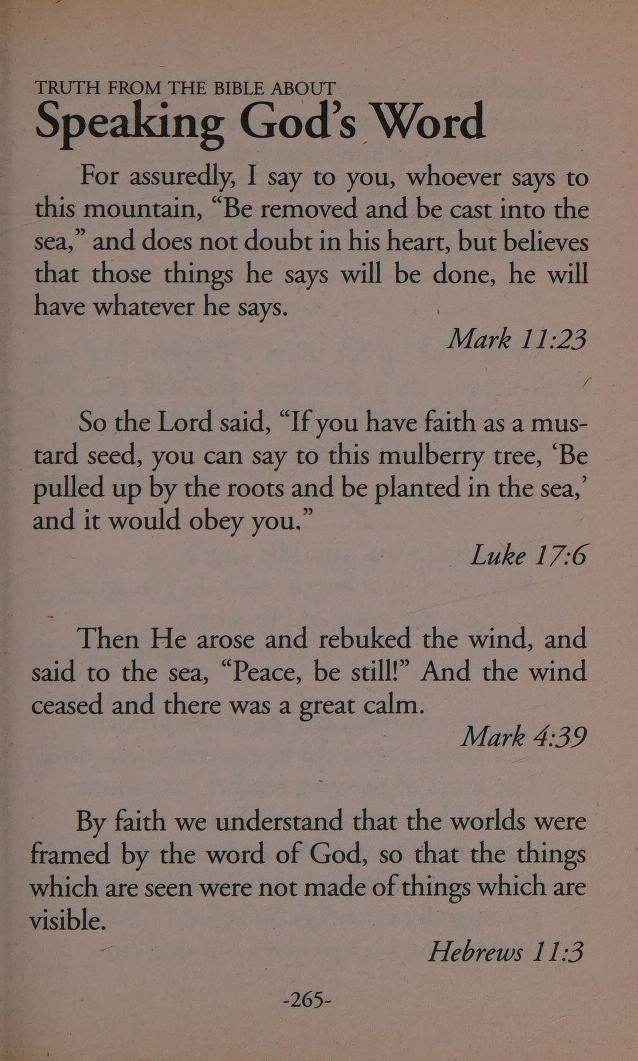 TRUTH FROM THE BIBLE ABOUT
Speaking God's Word
For assuredly, I say to you, whoever says to
this mountain, “Be removed and be cast into the
sea,” and does not doubt in his heart, but believes
that those things he says will be done, he will
have whatever he says.
Mark 11:23
So the Lord said, “If you have faith as a mus-
tard seed, you can say to this mulberry tree, ‘Be
pulled up by the roots and be planted in the sea,’
and it would obey you.”
Luke 17:6
Then He arose and rebuked the wind, and
said to the sea, “Peace, be still!” And the wind
ceased and there was a great calm.
Mark 4:39
By faith we understand that the worlds were
framed by the word of God, so that the things
which are seen were not made of things which are
visible.
Hebrews 11:3
-265-